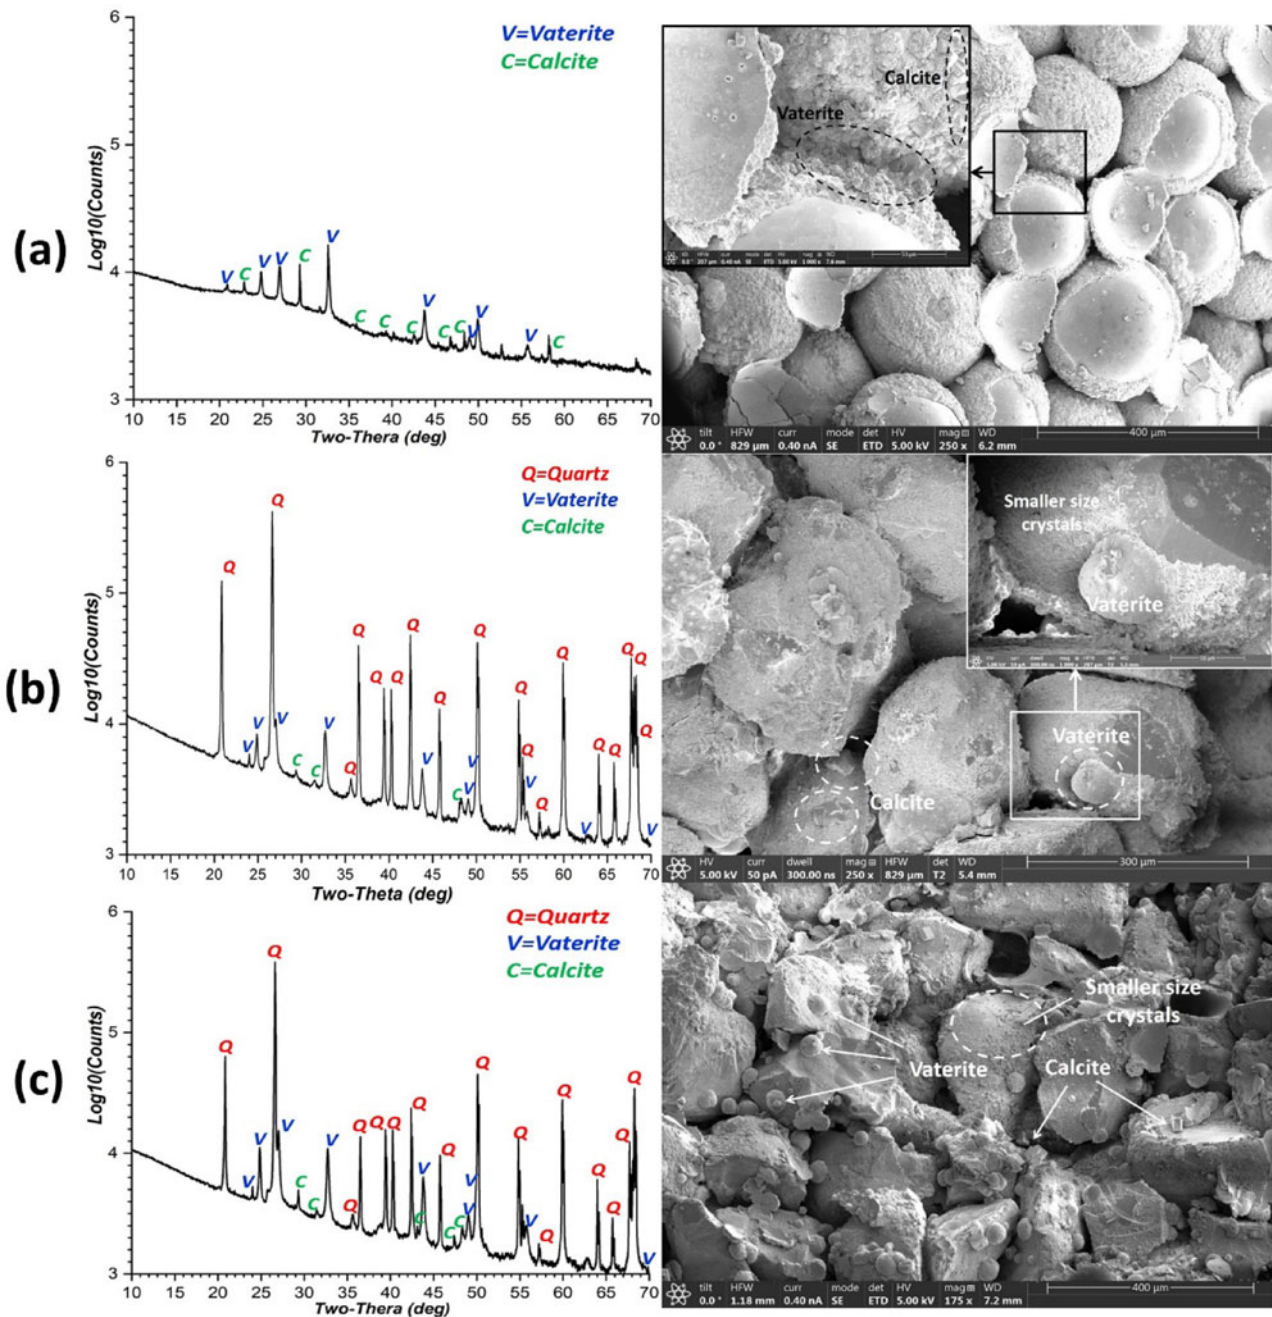 (a)
6
5
4
3
Log10(Counts)
V=Vaterite
C=Calcite
V C V V C V C C C C C V V V V C
10 15 20 25 30 35 40 45 50 55 60 65 70
Two-Thera (deg)
Calcite
Vaterite
tilt HFW curr mode det HV mag WD
0.0 ° 829 µm 0.40 nA SE ETD 5.00 kV 250 x 6.2 mm
400 µm
(b)
6
5
4
3
Log10(Counts)
Q=Quartz
V=Vaterite
C=Calcite
Q V V Q V C C V Q Q Q Q Q V Q C V V Q Q Q V Q Q V Q Q Q Q Q V
10 15 20 25 30 35 40 45 50 55 60 65 70
Two-Theta (deg)
Smaller size
crystals
Vaterite
Vaterite
Calcite
HV curr dwell mag HFW det WD
5.00 kV 50 pA 300.00 ns 250 x 829 µm T2 5.4 mm
300 µm
(c)
6
5
4
3
Log10(Counts)
Q=Quartz
V=Vaterite
C=Calcite
Q V V Q V C C V Q Q Q Q Q C V Q C C V V Q Q V Q Q Q Q Q V
10 15 20 25 30 35 40 45 50 55 60 65 70
Two-Thera (deg)
Smaller size
crystals
Vaterite
Calcite
tilt HFW curr mode det HV mag WD
0.0 ° 1.18 mm 0.40 nA SE ETD 5.00 kV 175 x 7.2 mm
400 µm